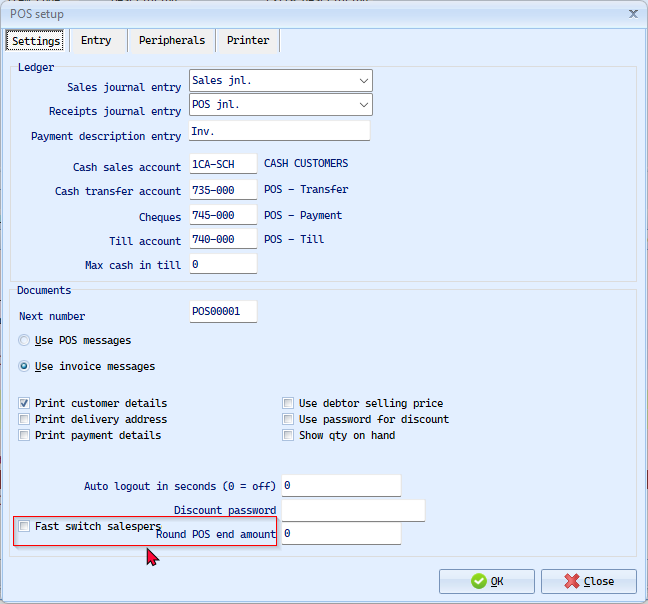 POS setup
Settings Entry Peripherals Printer
Ledger
Sales journal entry Sales jnl.
Receipts journal entry POS jnl.
Payment description entry Inv.
Cash sales account 1CA-SCH CASH CUSTOMERS
Cash transfer account 735-000 POS - Transfer
Cheques 745-000 POS - Payment
Till account 740-000 POS - Till
Max cash in till 0
Documents
Next number POS00001
Use POS messages
Use invoice messages
Print customer details Use debtor selling price
Print delivery address Use password for discount
Print payment details Show qty on hand
Auto logout in seconds (0 = off) 0
Discount password
Fast switch salespers
Round POS end amount 0
OK Close